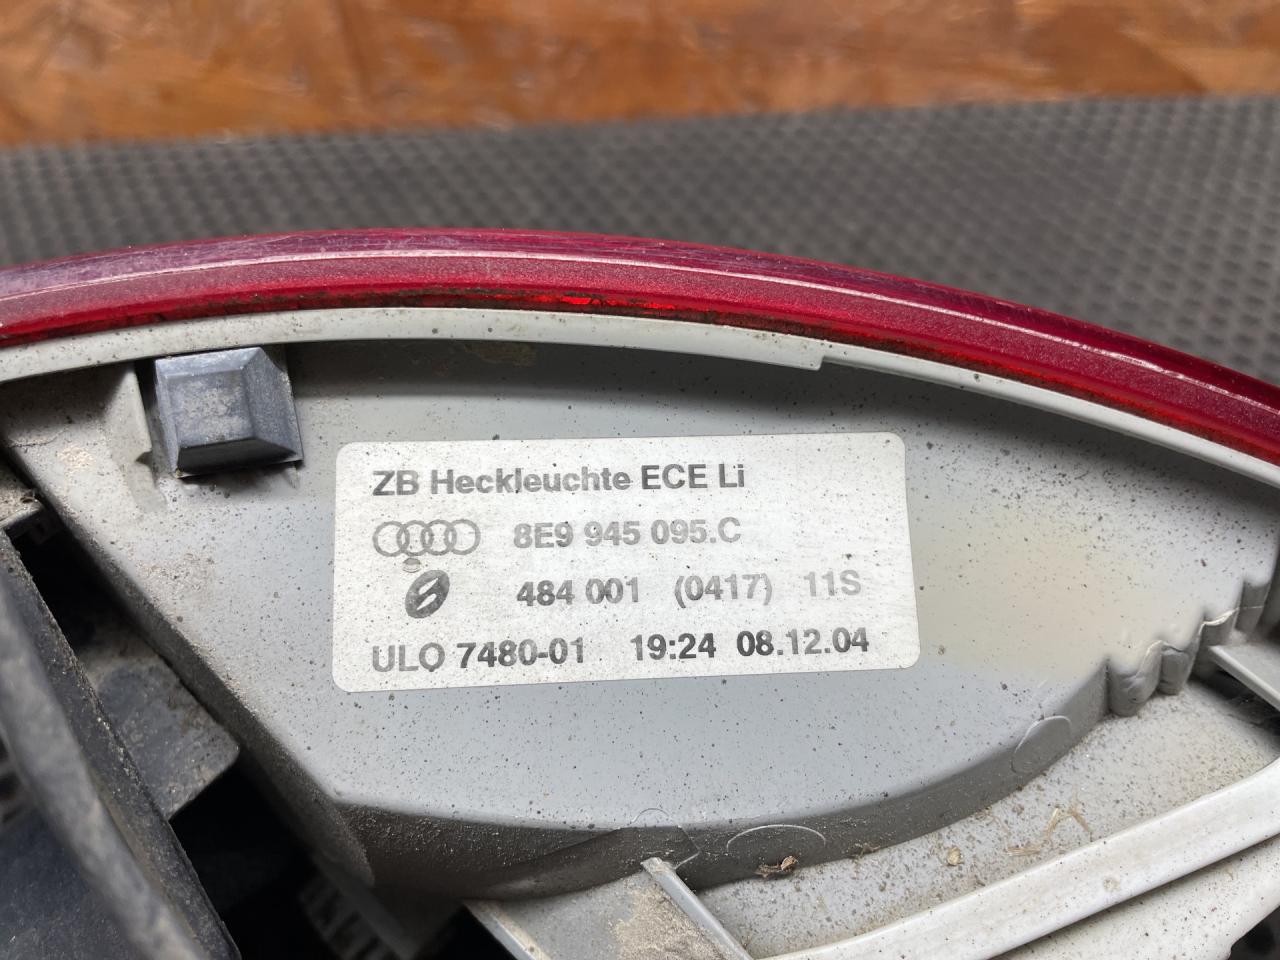 ZB Heckleuchte ECE Li
8E9 945 095.C
484 001 (0417) 11S
ULO 7480-01 19:24 08.12.04